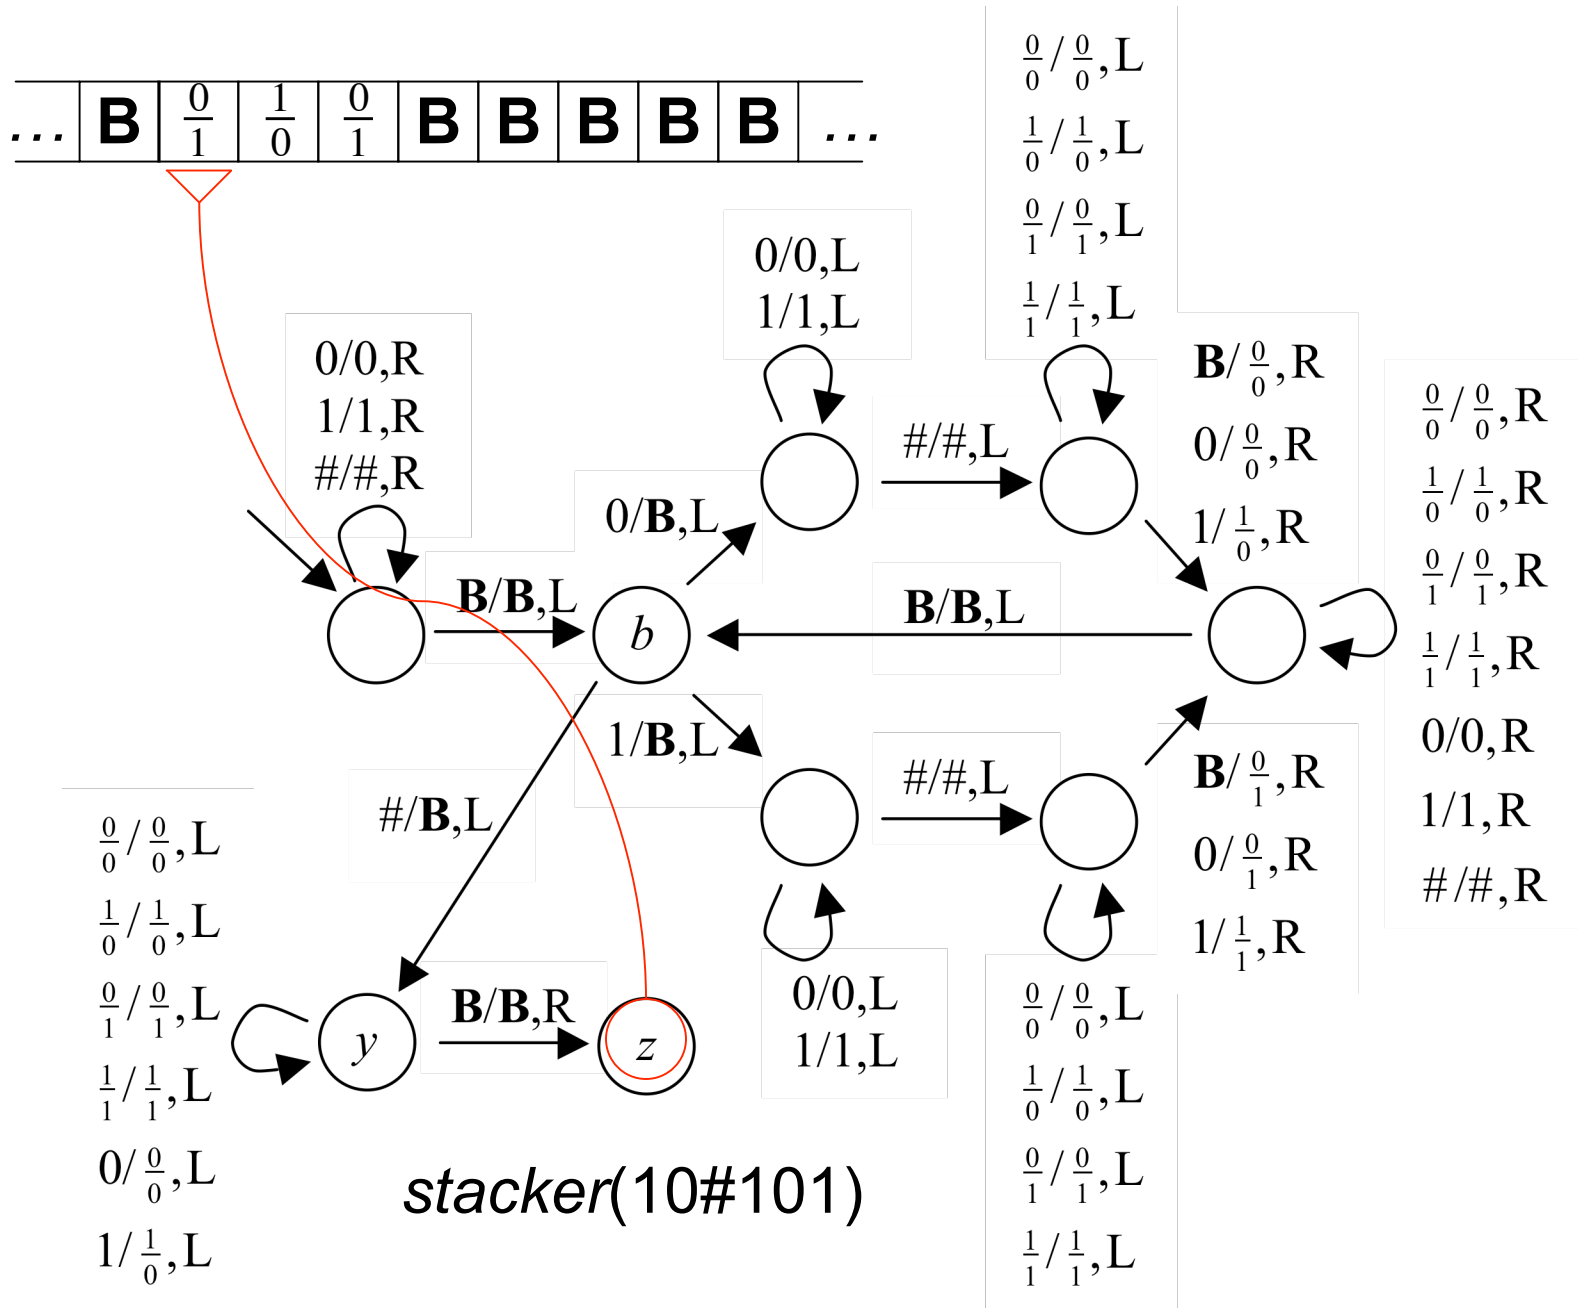 ... B 0/1 1/0 0/1 B B B B B ...
0/0,R
1/1,R
#/#,R
B/B,L
b
0/B,L
0/0,L
1/1,L
#/#,L
0/0 / 0/0,L
1/0 / 1/0,L
0/1 / 0/1,L
1/1 / 1/1,L
B/ 0/0,R
0/ 0/0,R
1/ 1/0,R
B/B,L
0/0 / 0/0,R
1/0 / 1/0,R
0/1 / 0/1,R
1/1 / 1/1,R
0/0,R
1/1,R
#/#,R
1/B,L
#/#,L
0/0,L
1/1,L
B/ 0/1,R
0/ 0/1,R
1/ 1/1,R
0/0 / 0/0,L
1/0 / 1/0,L
0/1 / 0/1,L
1/1 / 1/1,L
#/B,L
0/0 / 0/0,L
1/0 / 1/0,L
0/1 / 0/1,L
1/1 / 1/1,L
0/ 0/0,L
1/ 1/0,L
y
B/B,R
z
stacker(10#101)